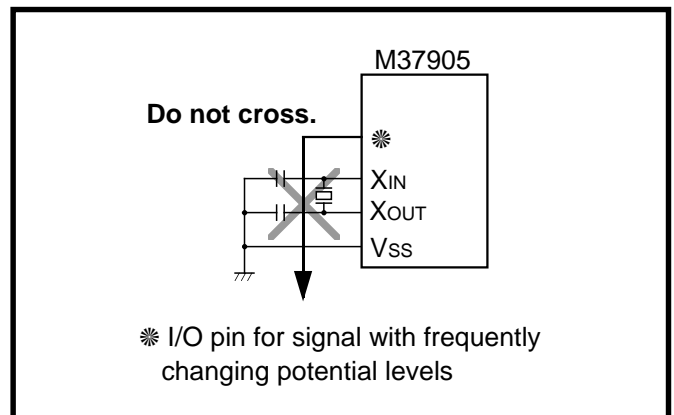 M37905
Do not cross.
❋
XIN
XOUT
VSS
❋ I/O pin for signal with frequently
changing potential levels